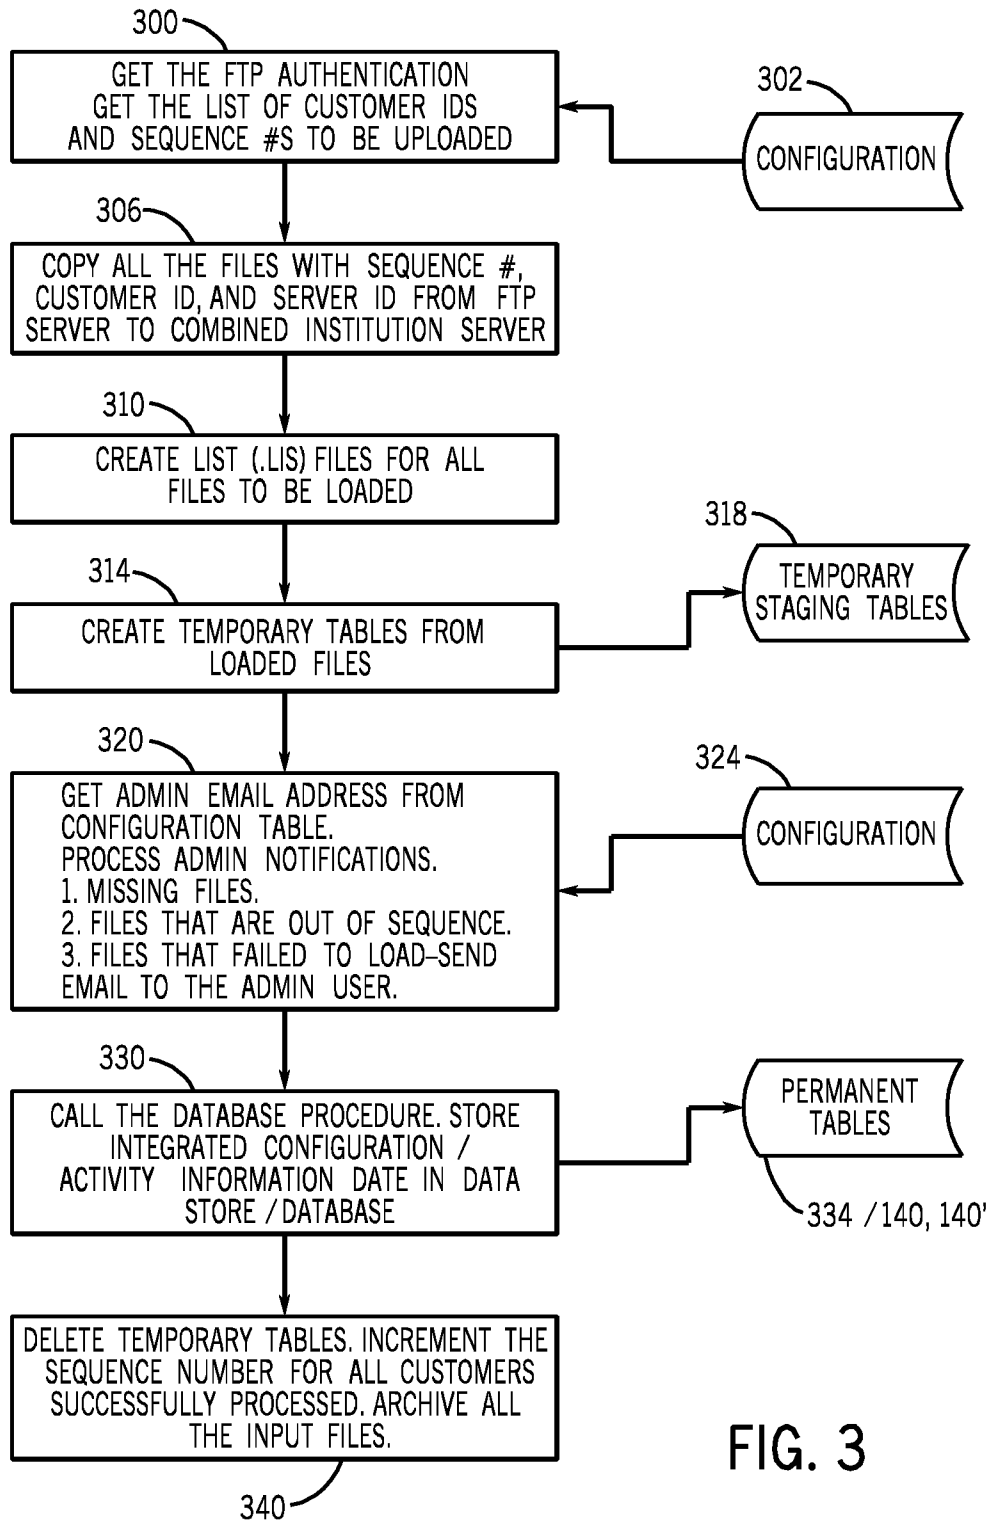 300
GET THE FTP AUTHENTICATION
GET THE LIST OF CUSTOMER IDS
AND SEQUENCE #S TO BE UPLOADED
302
CONFIGURATION
306
COPY ALL THE FILES WITH SEQUENCE #,
CUSTOMER ID, AND SERVER ID FROM FTP
SERVER TO COMBINED INSTITUTION SERVER
310
CREATE LIST (.LIS) FILES FOR ALL
FILES TO BE LOADED
314
CREATE TEMPORARY TABLES FROM
LOADED FILES
318
TEMPORARY
STAGING TABLES
320
GET ADMIN EMAIL ADDRESS FROM
CONFIGURATION TABLE.
PROCESS ADMIN NOTIFICATIONS.
1. MISSING FILES.
2. FILES THAT ARE OUT OF SEQUENCE.
3. FILES THAT FAILED TO LOAD–SEND
EMAIL TO THE ADMIN USER.
324
CONFIGURATION
330
CALL THE DATABASE PROCEDURE. STORE
INTEGRATED CONFIGURATION /
ACTIVITY INFORMATION DATE IN DATA
STORE / DATABASE
PERMANENT
TABLES
334 / 140, 140'
DELETE TEMPORARY TABLES. INCREMENT THE
SEQUENCE NUMBER FOR ALL CUSTOMERS
SUCCESSFULLY PROCESSED. ARCHIVE ALL
THE INPUT FILES.
340
FIG. 3